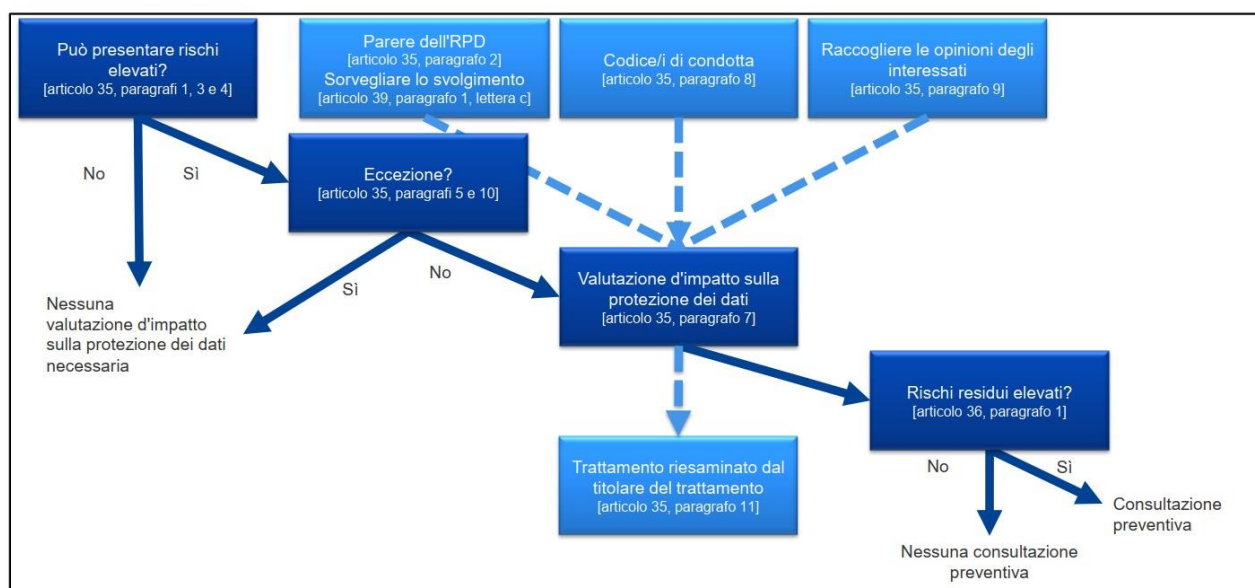 Può presentare rischi
elevati?
[articolo 35, paragrafi 1, 3 e 4]
Parere dell'RPD
[articolo 35, paragrafo 2]
Sorvegliare lo svolgimento
[articolo 39, paragrafo 1, lettera c]
Codice/i di condotta
[articolo 35, paragrafo 8]
Raccogliere le opinioni degli
interessati
[articolo 35, paragrafo 9]
No
Sì
Eccezione?
[articolo 35, paragrafi 5 e 10]
Sì
No
Nessuna
valutazione d'impatto
sulla protezione dei dati
necessaria
Valutazione d'impatto sulla
protezione dei dati
[articolo 35, paragrafo 7]
Rischi residui elevati?
[articolo 36, paragrafo 1]
Trattamento riesaminato dal
titolare del trattamento
[articolo 35, paragrafo 11]
No
Sì
Consultazione
preventiva
Nessuna consultazione
preventiva